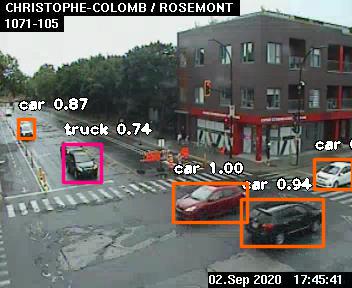 CHRISTOPHE-COLOMB / ROSEMONT
1071-105
car 0.87
truck 0.74
car 1.00
car 0.94
02.Sep 2020 17:45:41